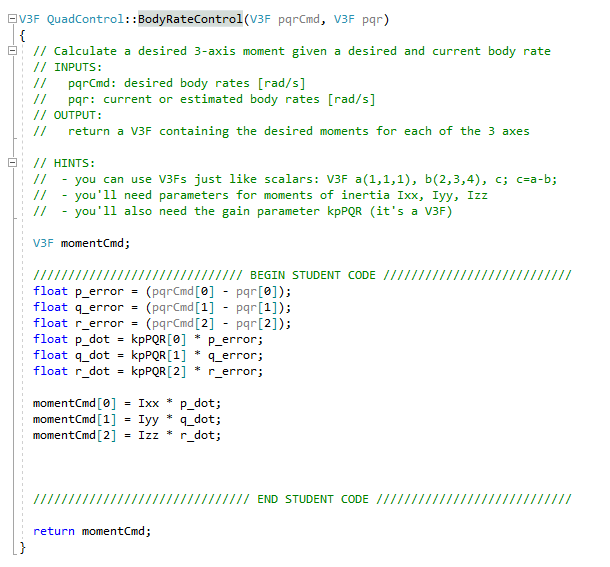 V3F QuadControl::BodyRateControl(V3F pqrCmd, V3F pqr)
{
// Calculate a desired 3-axis moment given a desired and current body rate
// INPUTS:
//   pqrCmd: desired body rates [rad/s]
//   pqr: current or estimated body rates [rad/s]
// OUTPUT:
//   return a V3F containing the desired moments for each of the 3 axes
// HINTS:
//  - you can use V3Fs just like scalars: V3F a(1,1,1), b(2,3,4), c; c=a-b;
//  - you'll need parameters for moments of inertia Ixx, Iyy, Izz
//  - you'll also need the gain parameter kpPQR (it's a V3F)
V3F momentCmd;
////////////////////////////// BEGIN STUDENT CODE ///////////////////////////
float p_error = (pqrCmd[0] - pqr[0]);
float q_error = (pqrCmd[1] - pqr[1]);
float r_error = (pqrCmd[2] - pqr[2]);
float p_dot = kpPQR[0] * p_error;
float q_dot = kpPQR[1] * q_error;
float r_dot = kpPQR[2] * r_error;
momentCmd[0] = Ixx * p_dot;
momentCmd[1] = Iyy * q_dot;
momentCmd[2] = Izz * r_dot;
/////////////////////////////// END STUDENT CODE ////////////////////////////
return momentCmd;
}